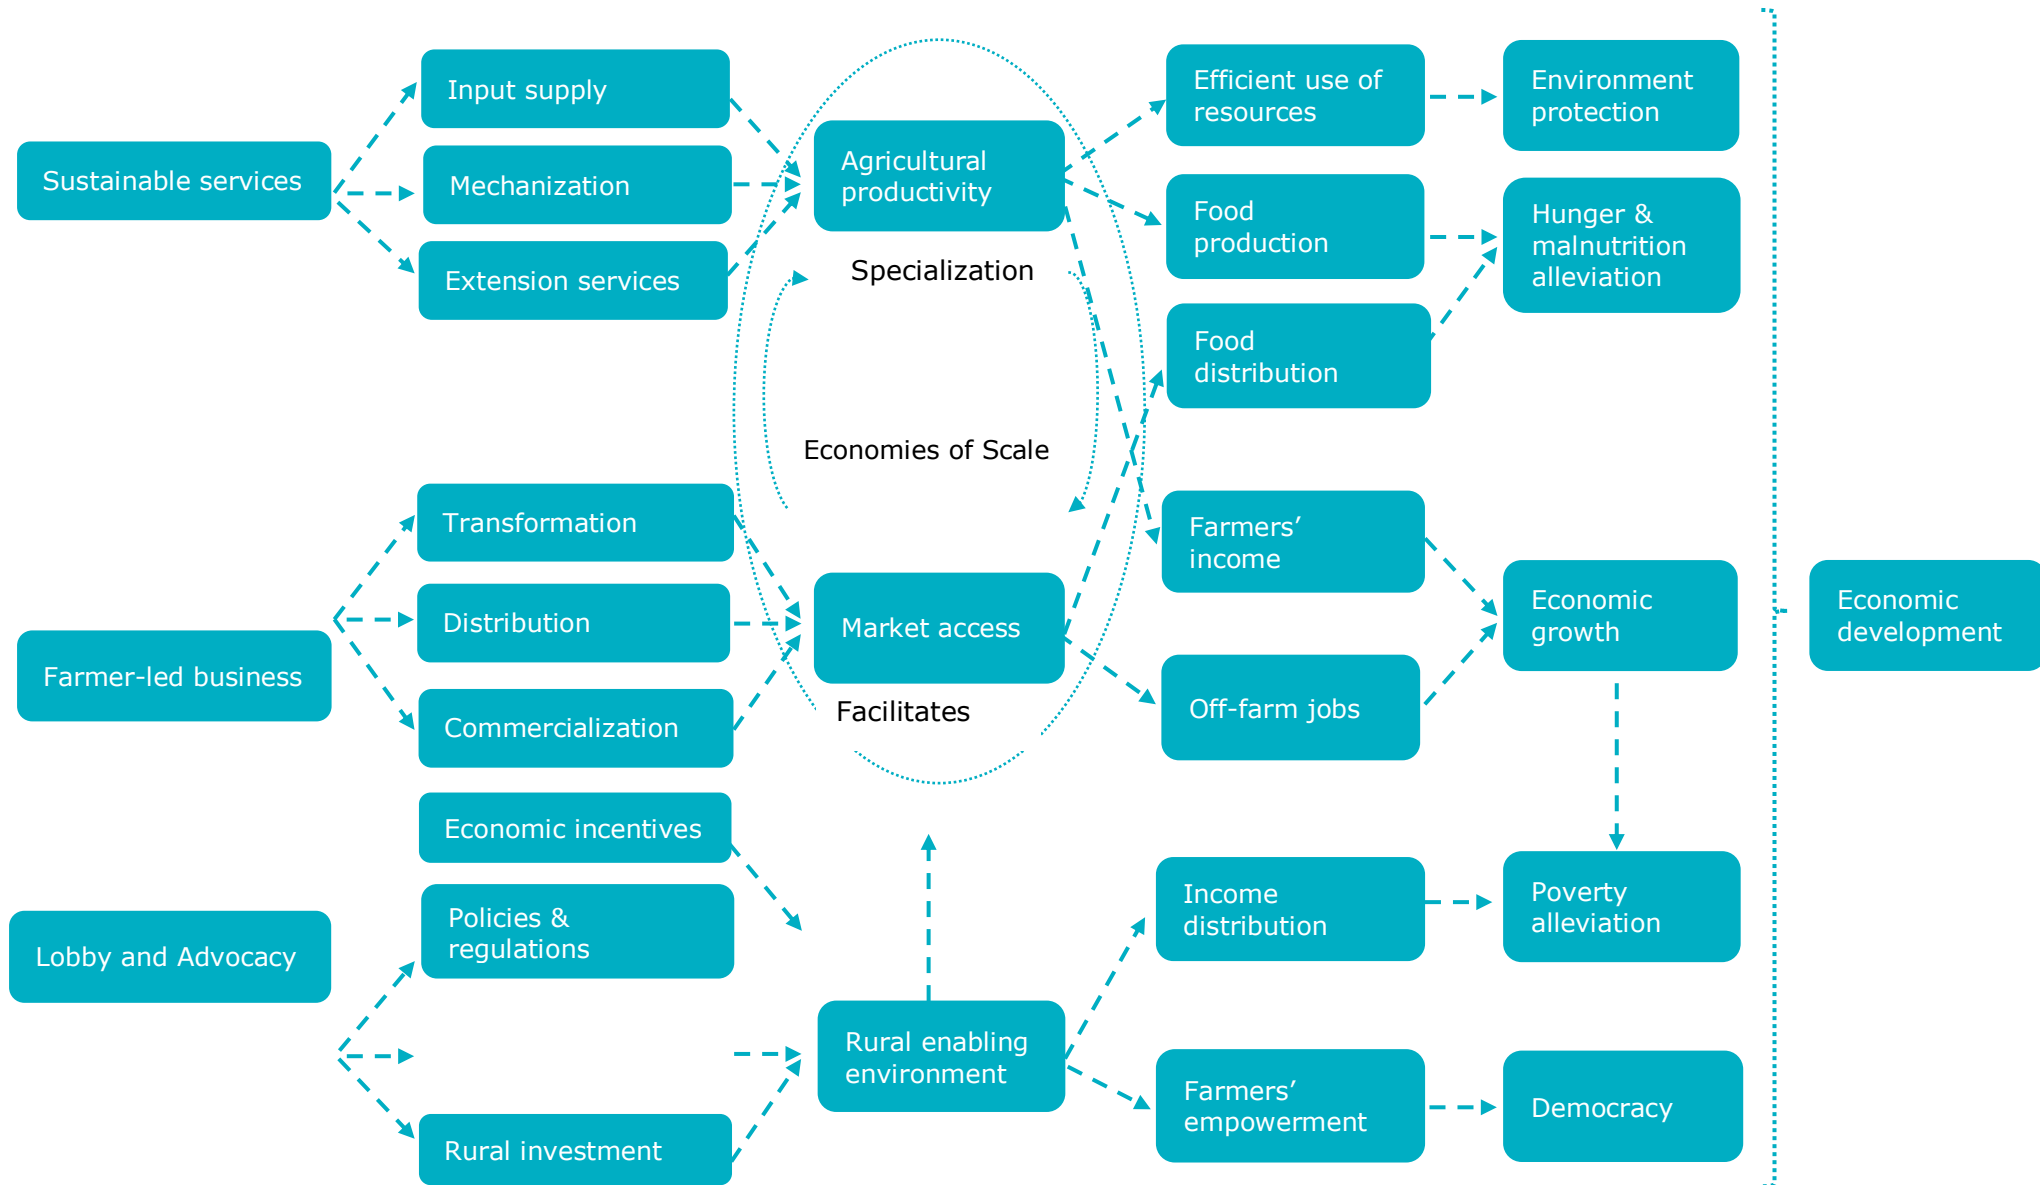 Sustainable services
Input supply
Mechanization
Extension services
Agricultural
productivity
Specialization
Economies of Scale
Efficient use of
resources
Environment
protection
Food
production
Hunger &
malnutrition
alleviation
Food
distribution
Farmer-led business
Transformation
Distribution
Commercialization
Market access
Facilitates
Farmers’
income
Off-farm jobs
Economic
growth
Economic
development
Lobby and Advocacy
Economic incentives
Policies &
regulations
Rural investment
Rural enabling
environment
Income
distribution
Poverty
alleviation
Farmers’
empowerment
Democracy